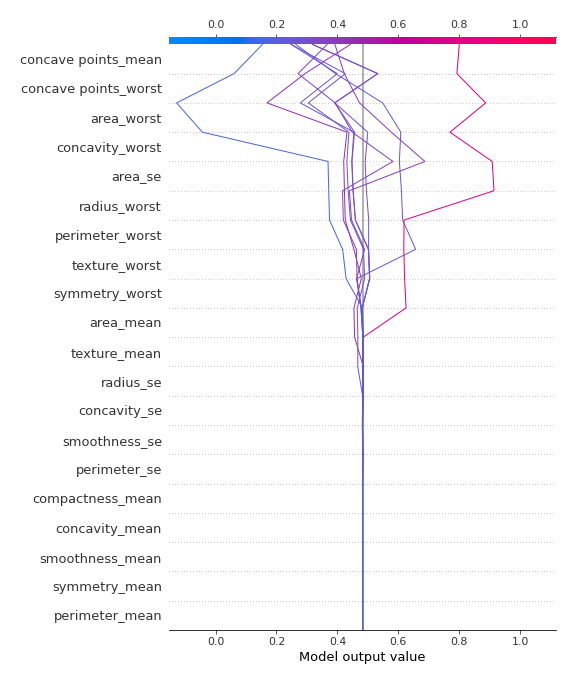 0.0 0.2 0.4 0.6 0.8 1.0
concave points_mean
concave points_worst
area_worst
concavity_worst
area_se
radius_worst
perimeter_worst
texture_worst
symmetry_worst
area_mean
texture_mean
radius_se
concavity_se
smoothness_se
perimeter_se
compactness_mean
concavity_mean
smoothness_mean
symmetry_mean
perimeter_mean
0.0 0.2 0.4 0.6 0.8 1.0
Model output value